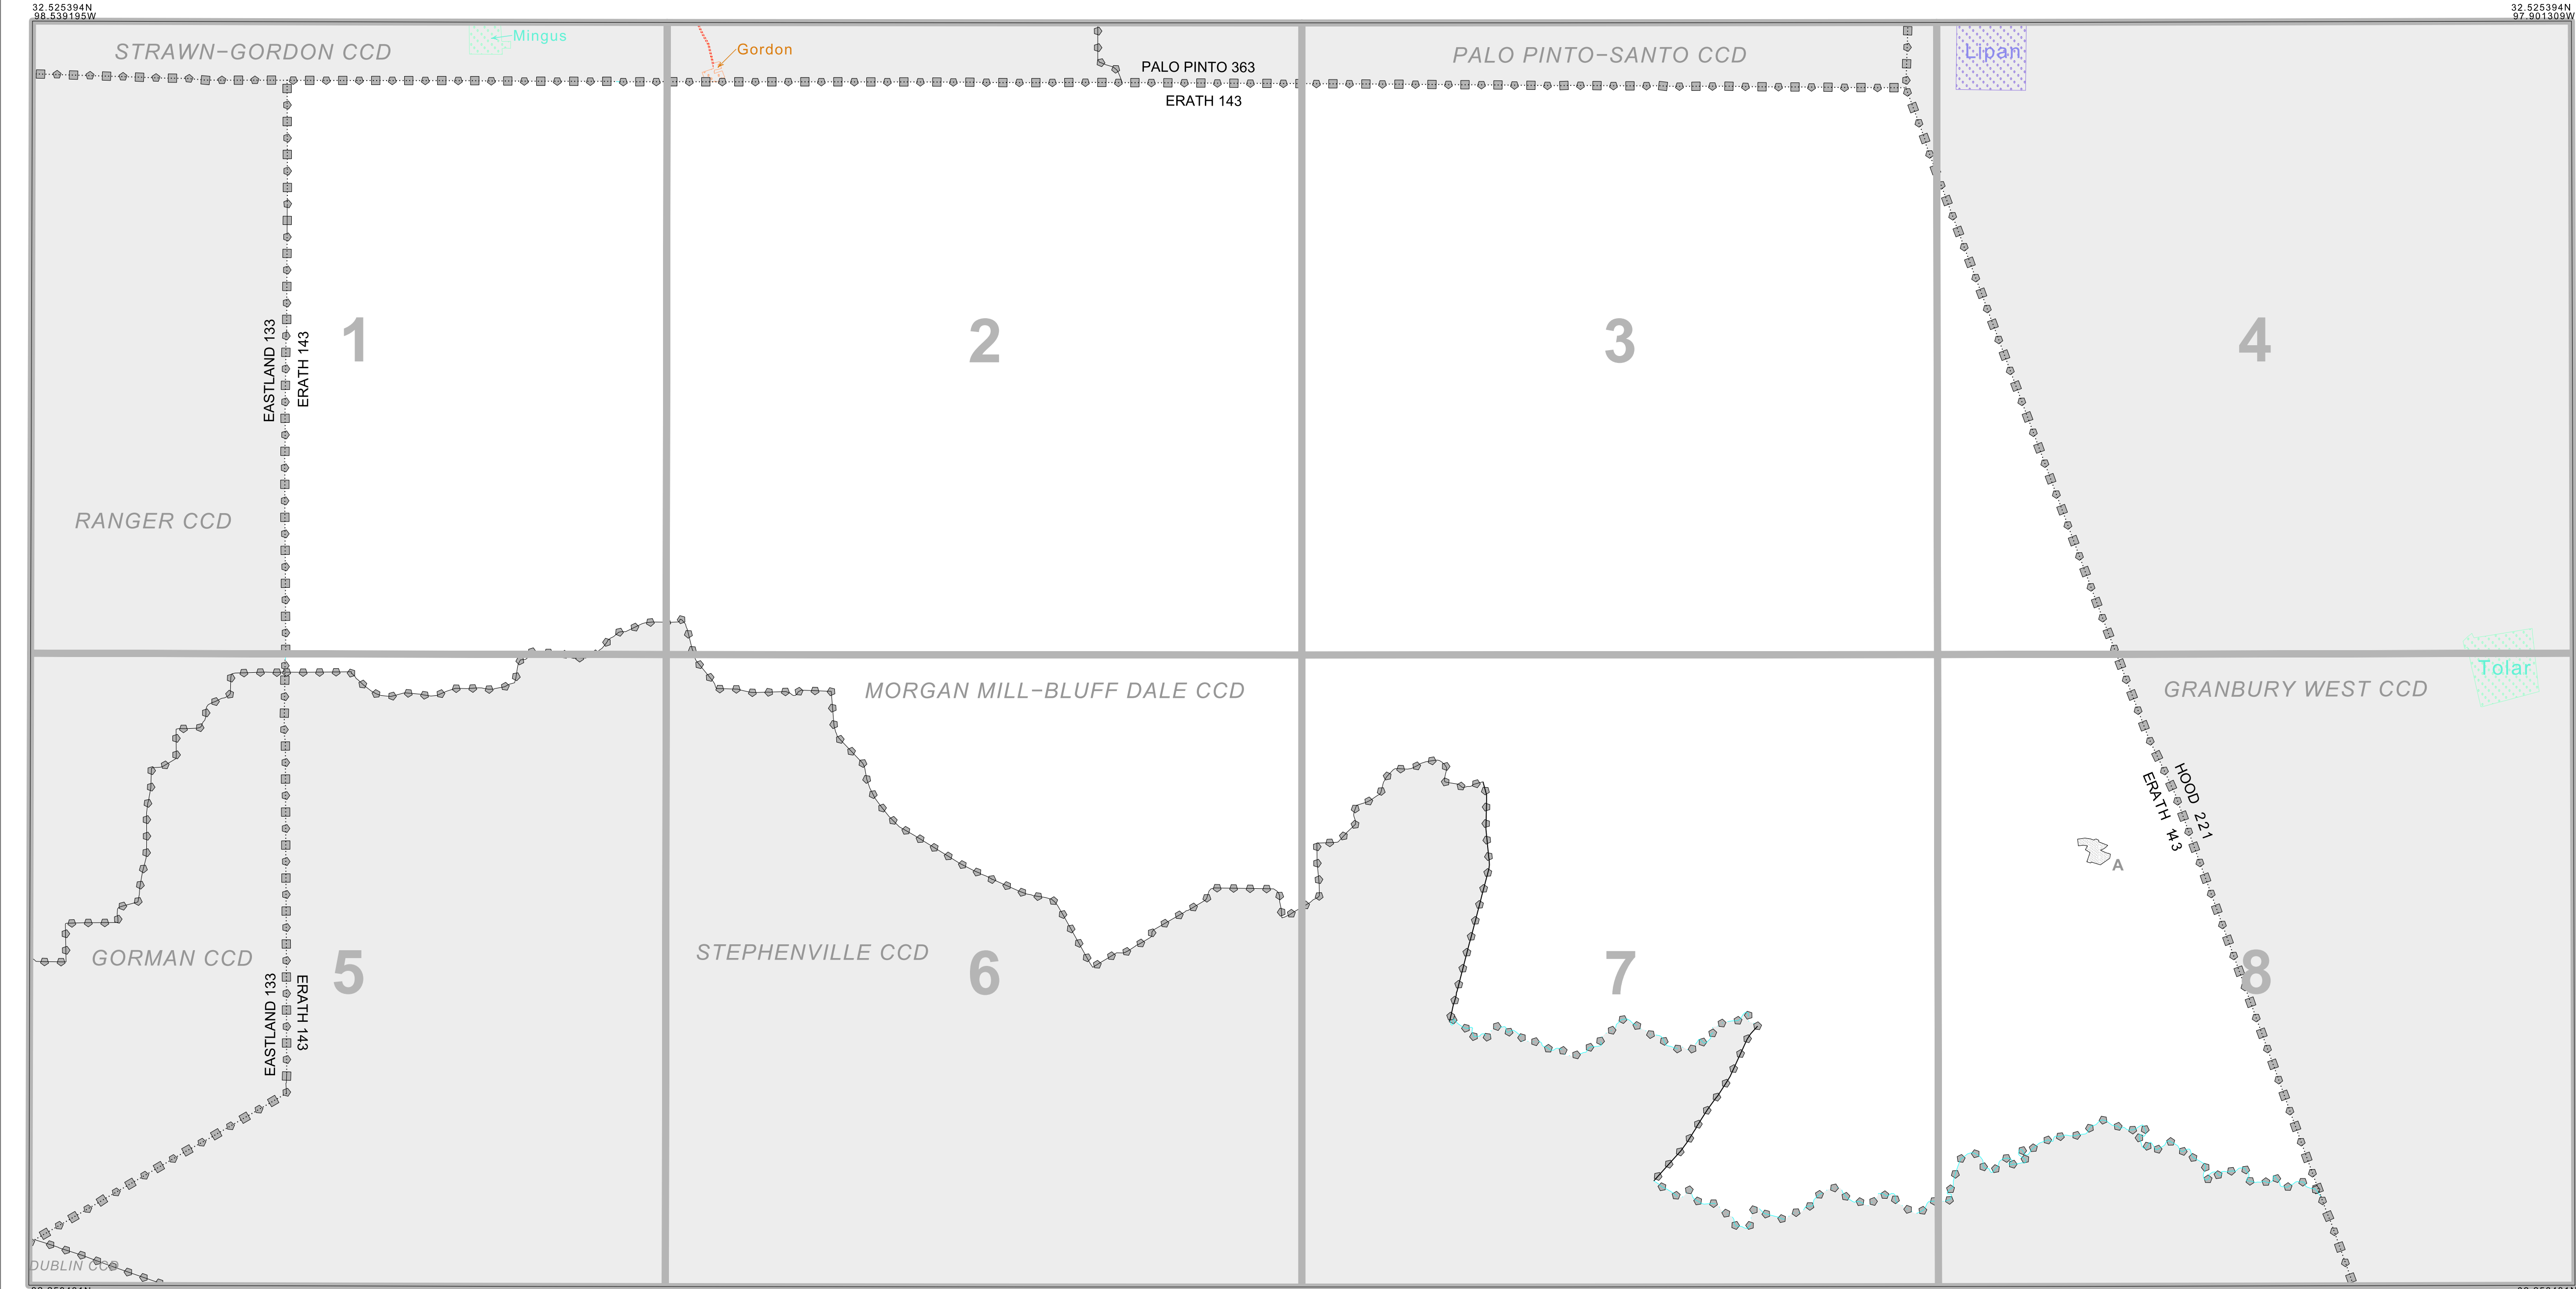 32.525394N
98.539195W
32.525394N
97.901309W
STRAWN-GORDON CCD
Mingus
Gordon
PALO PINTO 363
ERATH 143
PALO PINTO-SANTO CCD
Lipan
EASTLAND 133
ERATH 143
1
2
3
4
RANGER CCD
MORGAN MILL-BLUFF DALE CCD
GRANBURY WEST CCD
Tolar
HOOD 221
ERATH 143
A
GORMAN CCD
STEPHENVILLE CCD
5
6
7
8
EASTLAND 133
ERATH 143
DUBLIN CCD